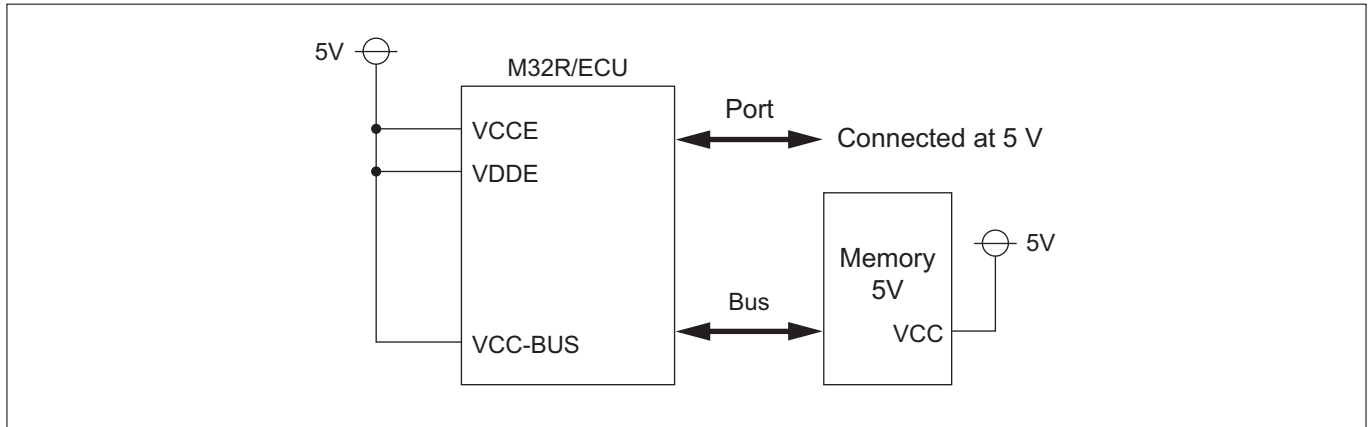 5V
M32R/ECU
VCCE
VDDE
VCC-BUS
Port
Connected at 5 V
Bus
Memory
5V
VCC
5V